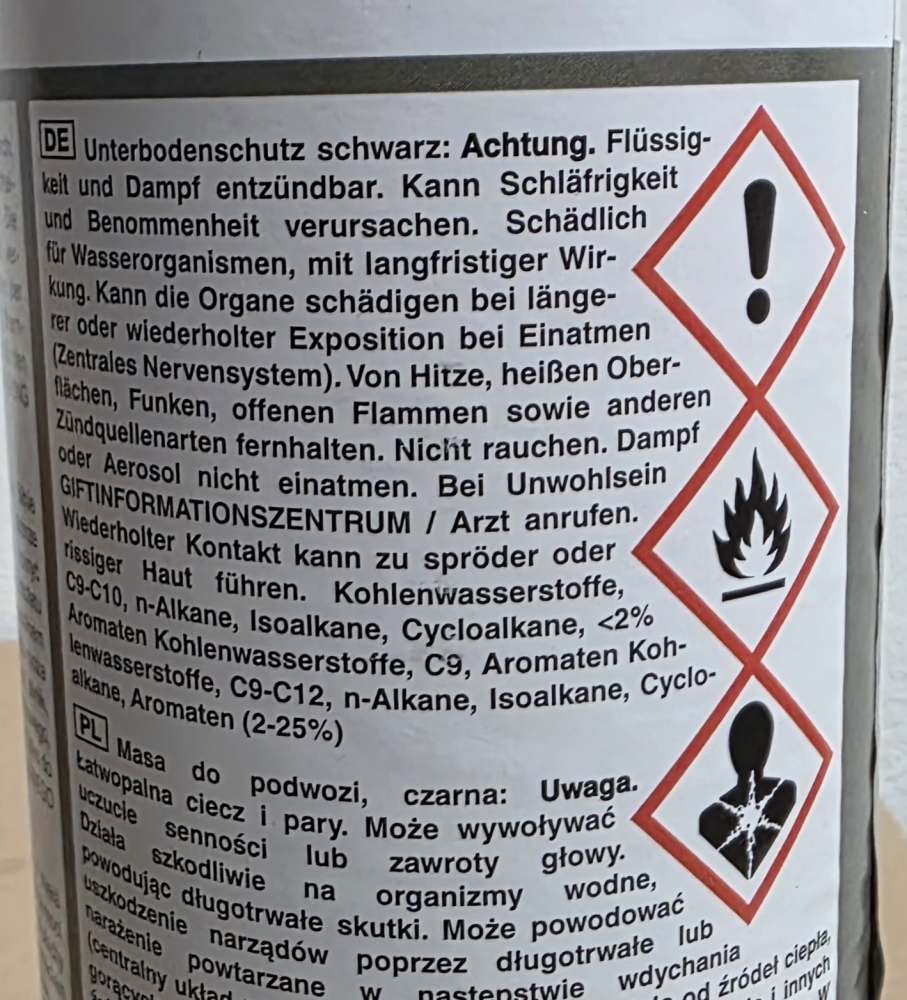 DE Unterbodenschutz schwarz: Achtung. Flüssig-
keit und Dampf entzündbar. Kann Schläfrigkeit
und Benommenheit verursachen. Schädlich
für Wasserorganismen, mit langfristiger Wir-
kung. Kann die Organe schädigen bei länge-
rer oder wiederholter Exposition bei Einatmen
(Zentrales Nervensystem). Von Hitze, heißen Ober-
flächen, Funken, offenen Flammen sowie anderen
Zündquellenarten fernhalten. Nicht rauchen. Dampf
oder Aerosol nicht einatmen. Bei Unwohlsein
GIFTINFORMATIONSZENTRUM / Arzt anrufen.
Wiederholter Kontakt kann zu spröder oder
rissiger Haut führen. Kohlenwasserstoffe,
C9-C10, n-Alkane, Isoalkane, Cycloalkane, <2%
Aromaten Kohlenwasserstoffe, C9, Aromaten Koh-
lenwasserstoffe, C9-C12, n-Alkane, Isoalkane, Cyclo-
alkane, Aromaten (2-25%)
PL Masa do podwozi, czarna: Uwaga.
Łatwopalna ciecz i pary. Może wywoływać
uczucie senności lub zawroty głowy.
Działa szkodliwie na organizmy wodne,
powodując długotrwałe skutki. Może powodować
uszkodzenie narządów poprzez długotrwałe lub
narażenie powtarzane w następstwie wdychania
(centralny układ od źródeł ciepła,
i innych
w